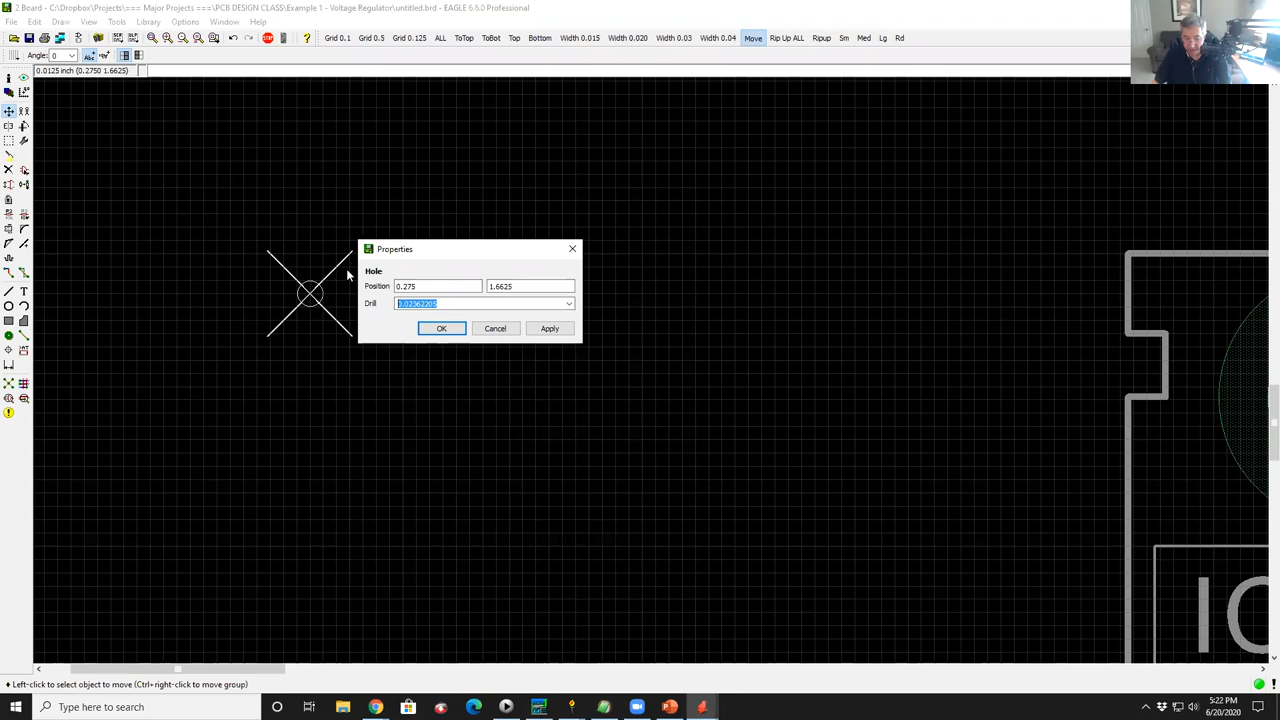 2 Board - C:\Dropbox\Projects\=== Major Projects ===\PCB DESIGN CLASS\Example 1 - Voltage Regulator\untitled.brd - EAGLE 6.6.0 Professional
File Edit Draw View Tools Library Options Window Help
Grid 0.1 Grid 0.5 Grid 0.125 ALL ToTop ToBot Top Bottom Width 0.015 Width 0.020 Width 0.03 Width 0.04 Move Rip Up ALL Ripup Sm Med Lg Rd
Angle: 0
0.0125 inch (0.2750 1.6625)
Properties
Hole
Position 0.275 1.6625
Drill 0.02362205
OK Cancel Apply
IC
Left-click to select object to move (Ctrl+right-click to move group)
Type here to search
5:22 PM
6/20/2020